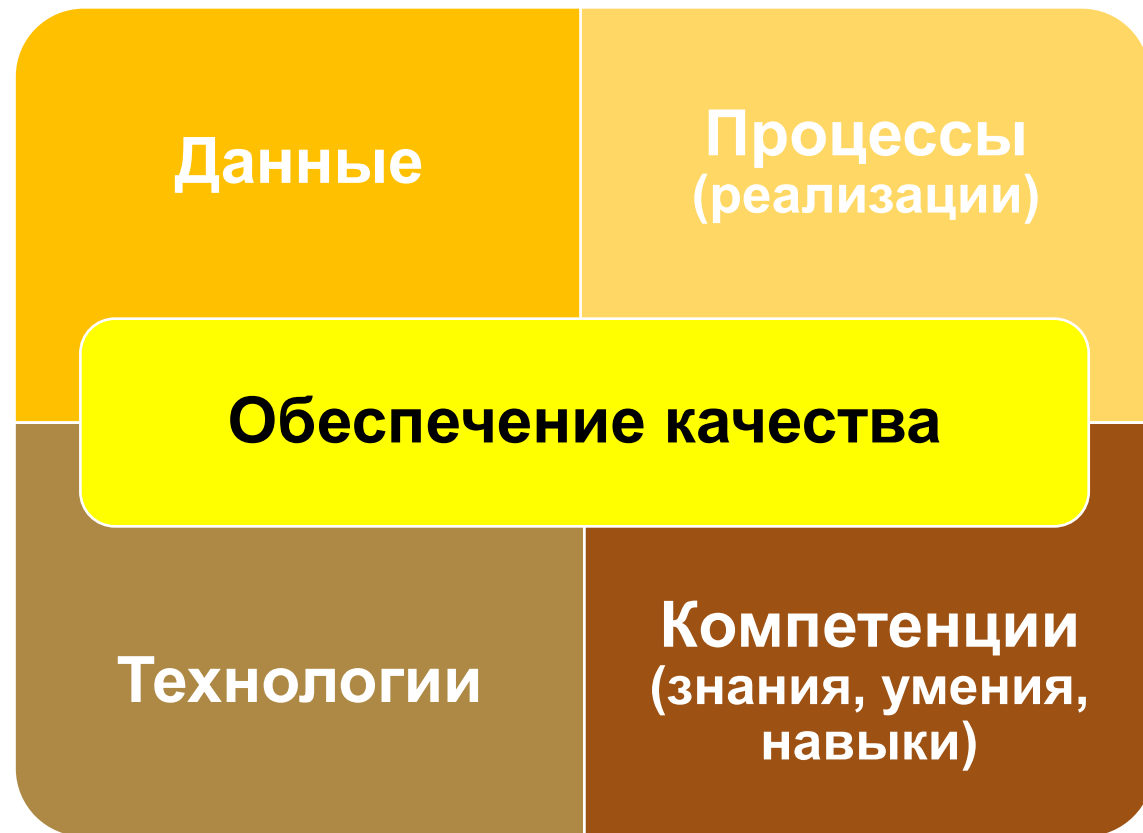 Данные
Процессы
(реализации)
Обеспечение качества
Технологии
Компетенции
(знания, умения,
навыки)